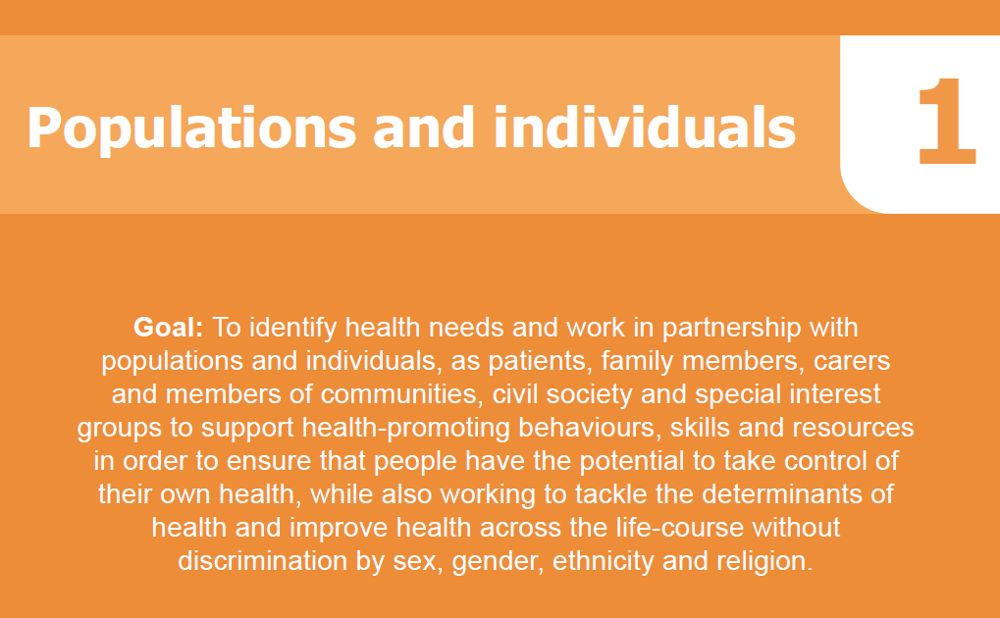 Populations and individuals
1
Goal: To identify health needs and work in partnership with
populations and individuals, as patients, family members, carers
and members of communities, civil society and special interest
groups to support health-promoting behaviours, skills and resources
in order to ensure that people have the potential to take control of
their own health, while also working to tackle the determinants of
health and improve health across the life-course without
discrimination by sex, gender, ethnicity and religion.